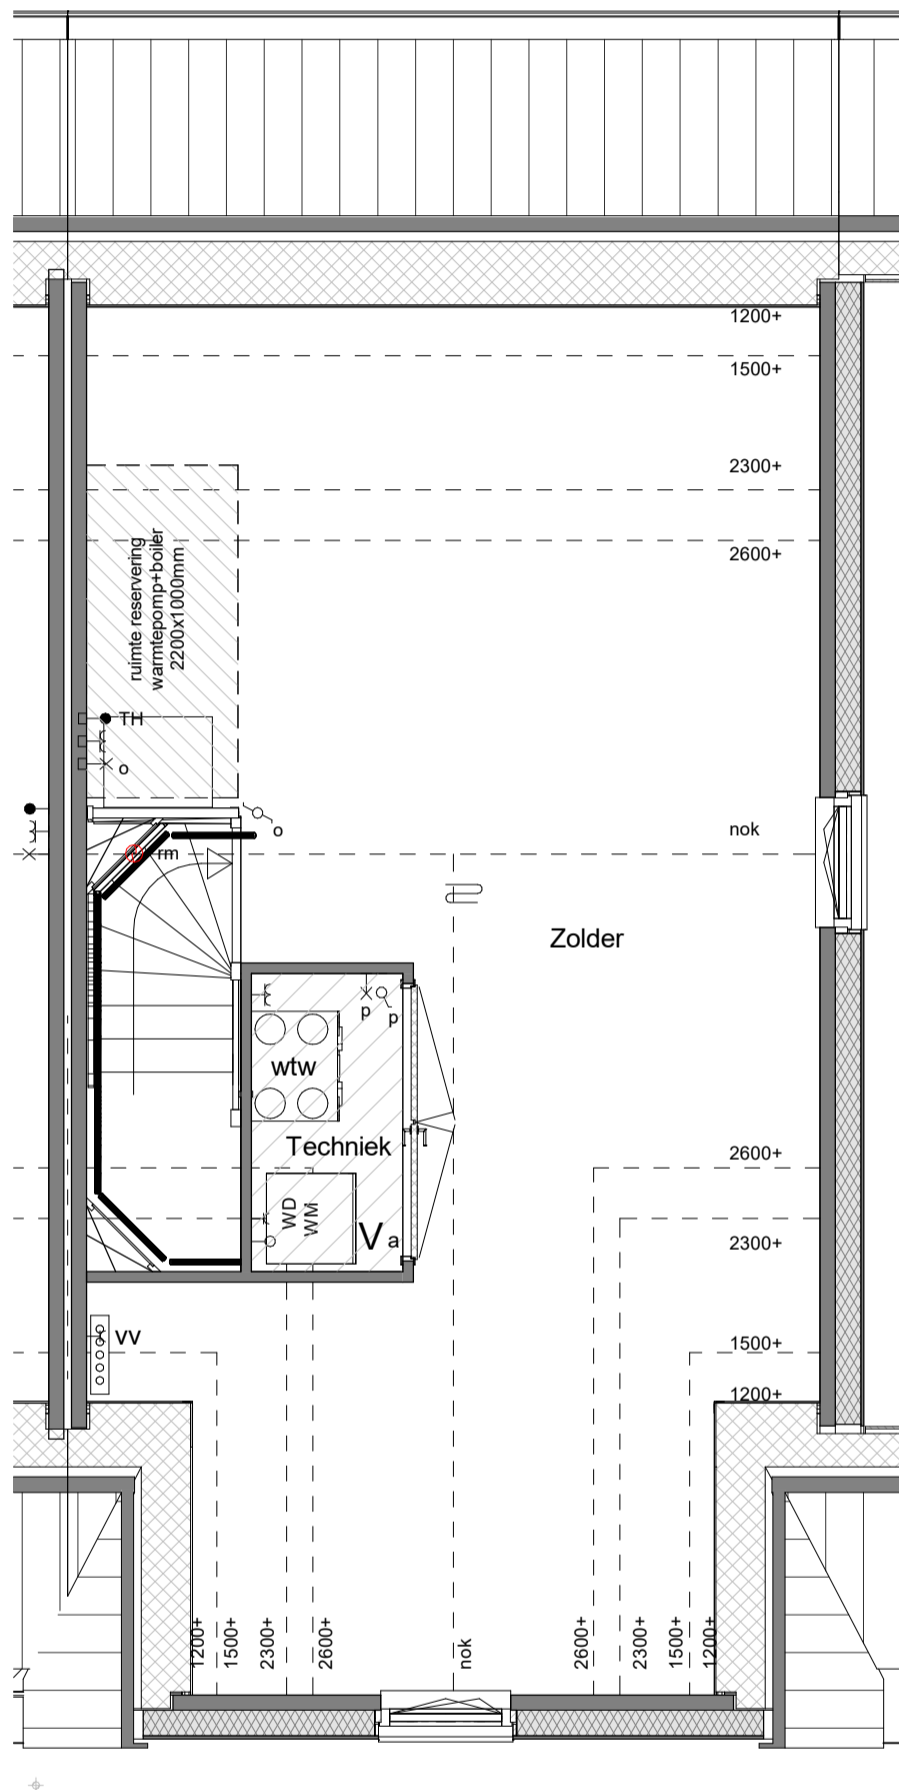 1200+
1500+
2300+
2600+
ruimte reservering
warmtepomp+boiler
2200x1000mm
TH
o
o
nok
rm
Zolder
p
p
wtw
Techniek
WD
WM
V a
2600+
2300+
VV
1500+
1200+
1200+
1500+
2300+
2600+
nok
2600+
2300+
1500+
1200+